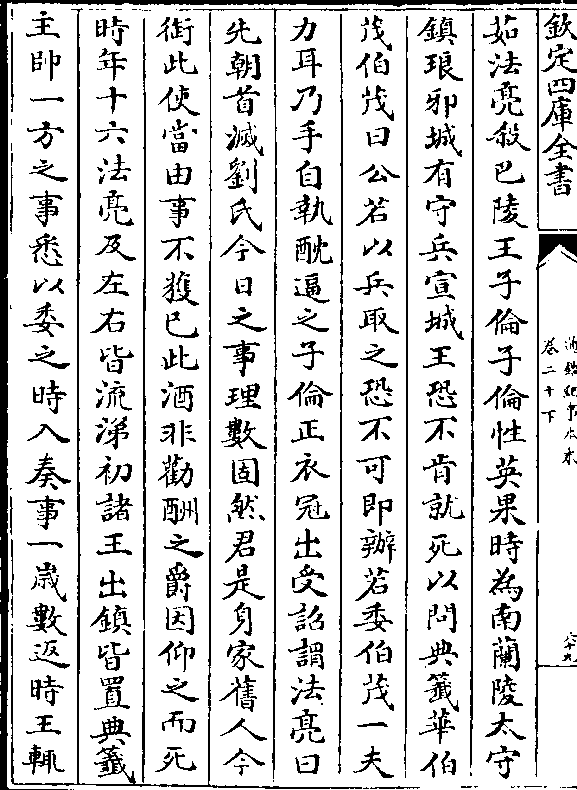 欽定四庫全書
通鑑紀事本末
卷二十下
茹法亮殺巴陵王子倫子倫性英果時為南蘭陵太守
鎮琅邪城有守兵宣城王恐不肯就死以問典籤華伯
茂伯茂曰公若以兵取之恐不可即辦若委伯茂一夫
力耳乃手自執酖逼之子倫正衣冠出受詔謂法亮曰
先朝昔滅劉氏今日之事理數固然君是身家舊人今
銜此使當由事不獲已此酒非勸酬之爵因仰之而死
時年十六法亮及左右皆流涕初諸王出鎮皆置典籤
主帥一方之事悉以委之時入奏事一歲數返時王輒